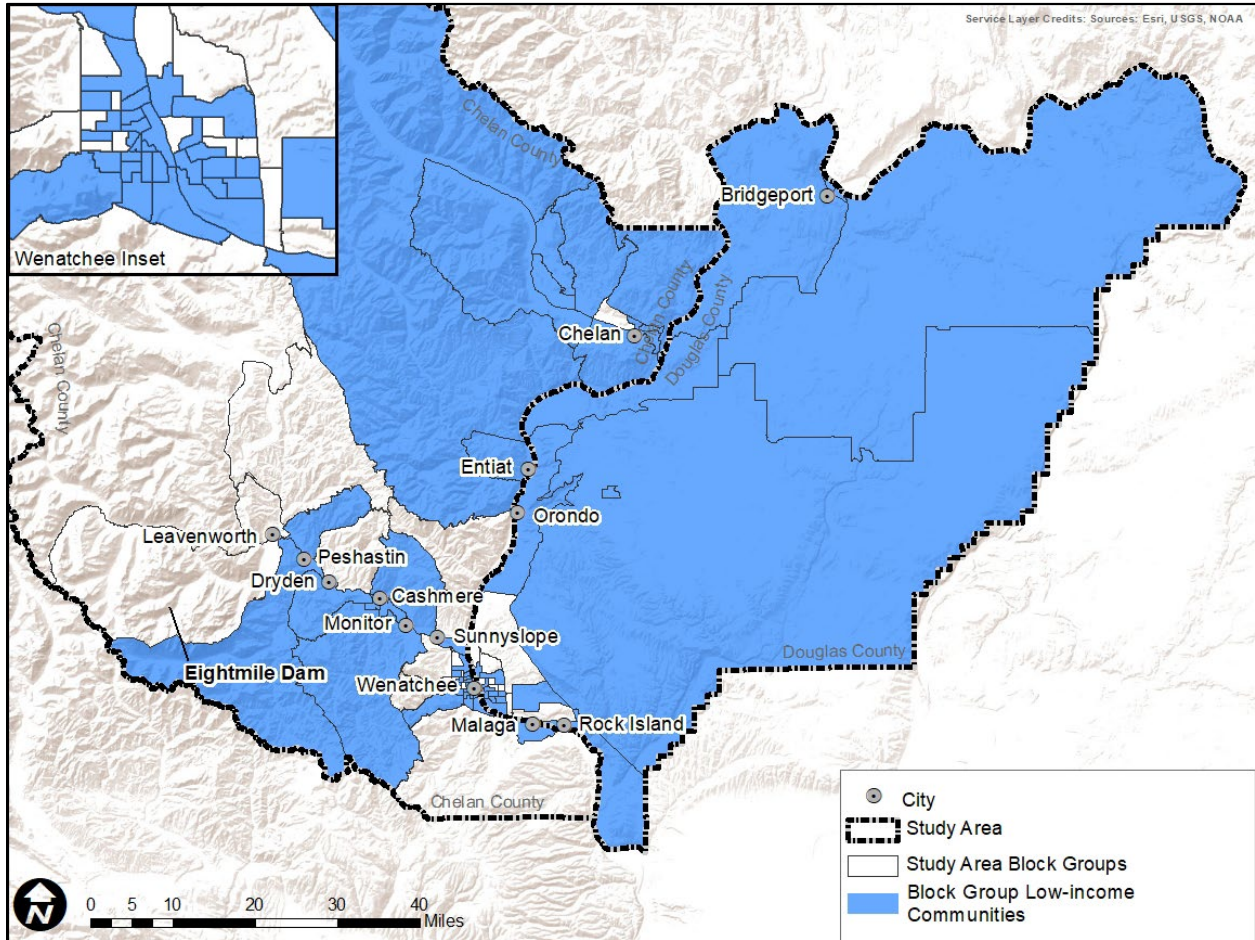 Service Layer Credits: Sources: Esri, USGS, NOAA
Wenatchee Inset
Chelan County
Bridgeport
Chelan
Chelan County
Douglas County
Chelan County
Entiat
Orondo
Leavenworth
Peshastin
Dryden
Cashmere
Monitor
Sunnyslope
Eightmile Dam
Douglas County
Wenatchee
Malaga
Rock Island
Chelan County
City
Study Area
Study Area Block Groups
Block Group Low-income
Communities
N
0 5 10 20 30 40
Miles